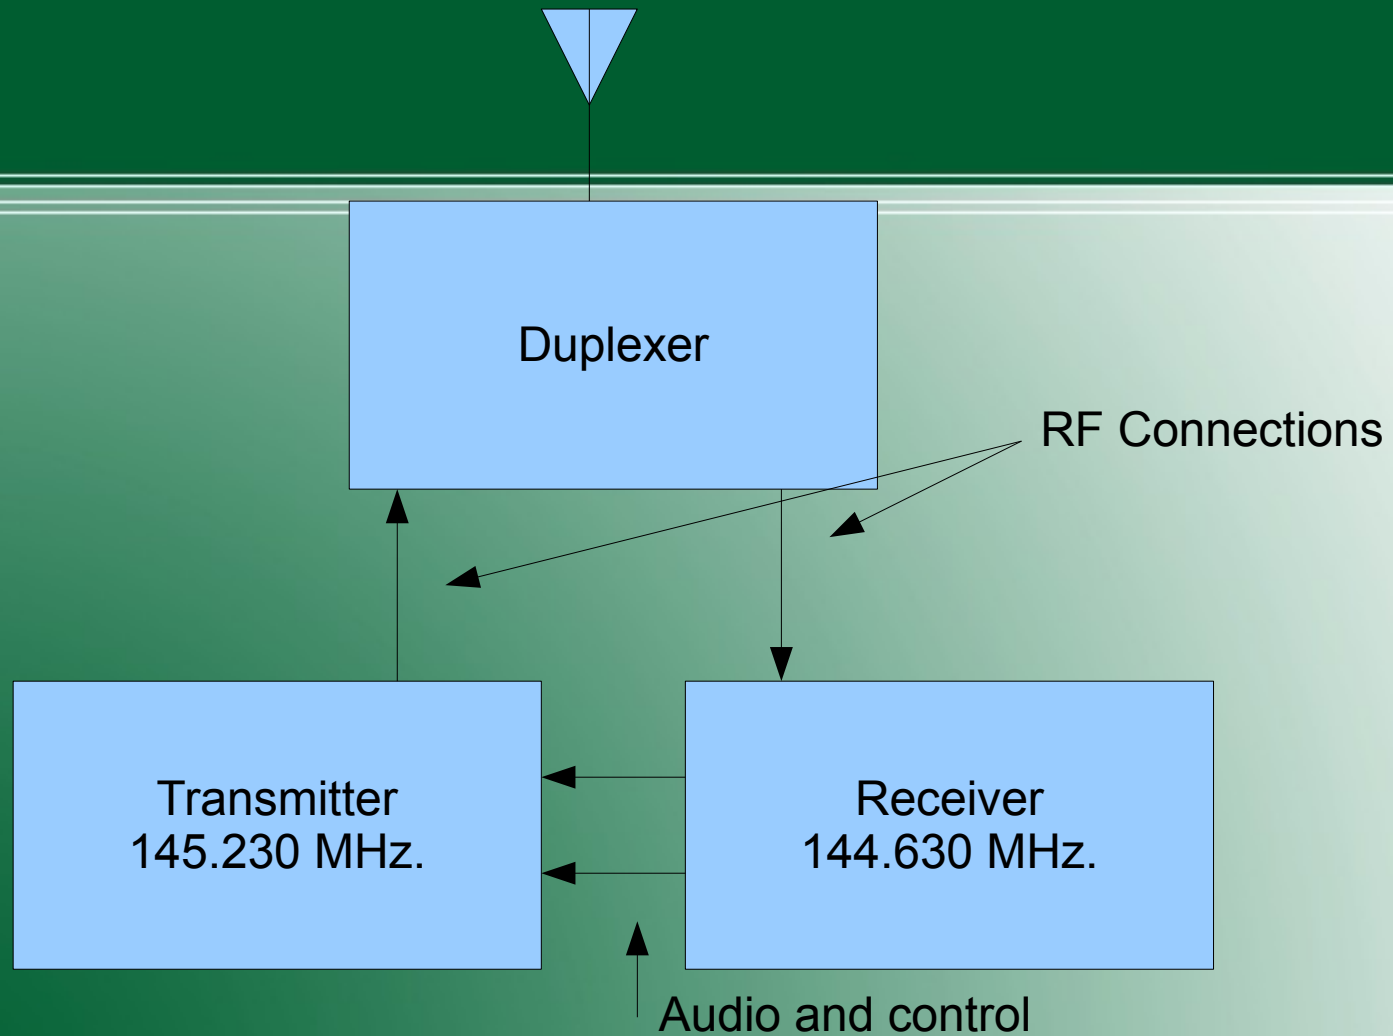 Duplexer
RF Connections
Transmitter
145.230 MHz.
Receiver
144.630 MHz.
Audio and control